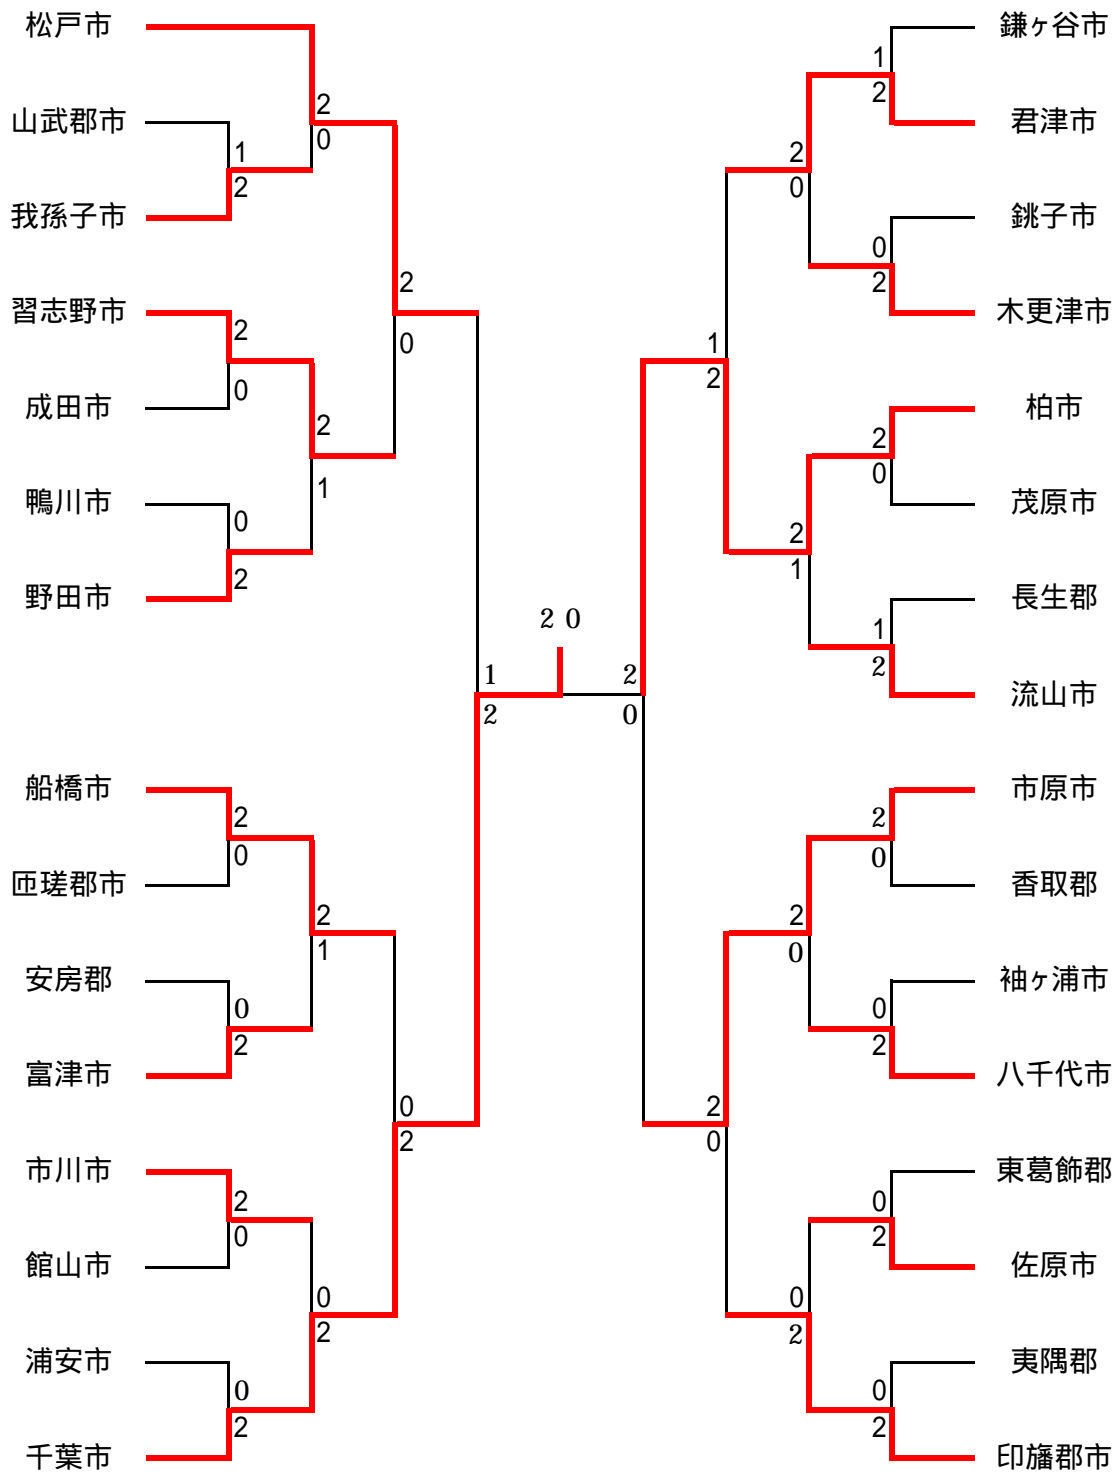 松戸市
山武郡市
我孫子市
習志野市
成田市
鴨川市
野田市
船橋市
匝瑳郡市
安房郡
富津市
市川市
館山市
浦安市
千葉市
1
2
2
0
0
2
2
0
0
2
2
0
0
2
2
0
2
1
2
1
0
2
2
0
0
2
1
2
2 0
2
0
1
2
2
0
2
0
2
1
2
0
0
2
1
2
0
2
2
0
1
2
2
0
0
2
0
2
0
2
鎌ヶ谷市
君津市
銚子市
木更津市
柏市
茂原市
長生郡
流山市
市原市
香取郡
袖ヶ浦市
八千代市
東葛飾郡
佐原市
夷隅郡
印旛郡市